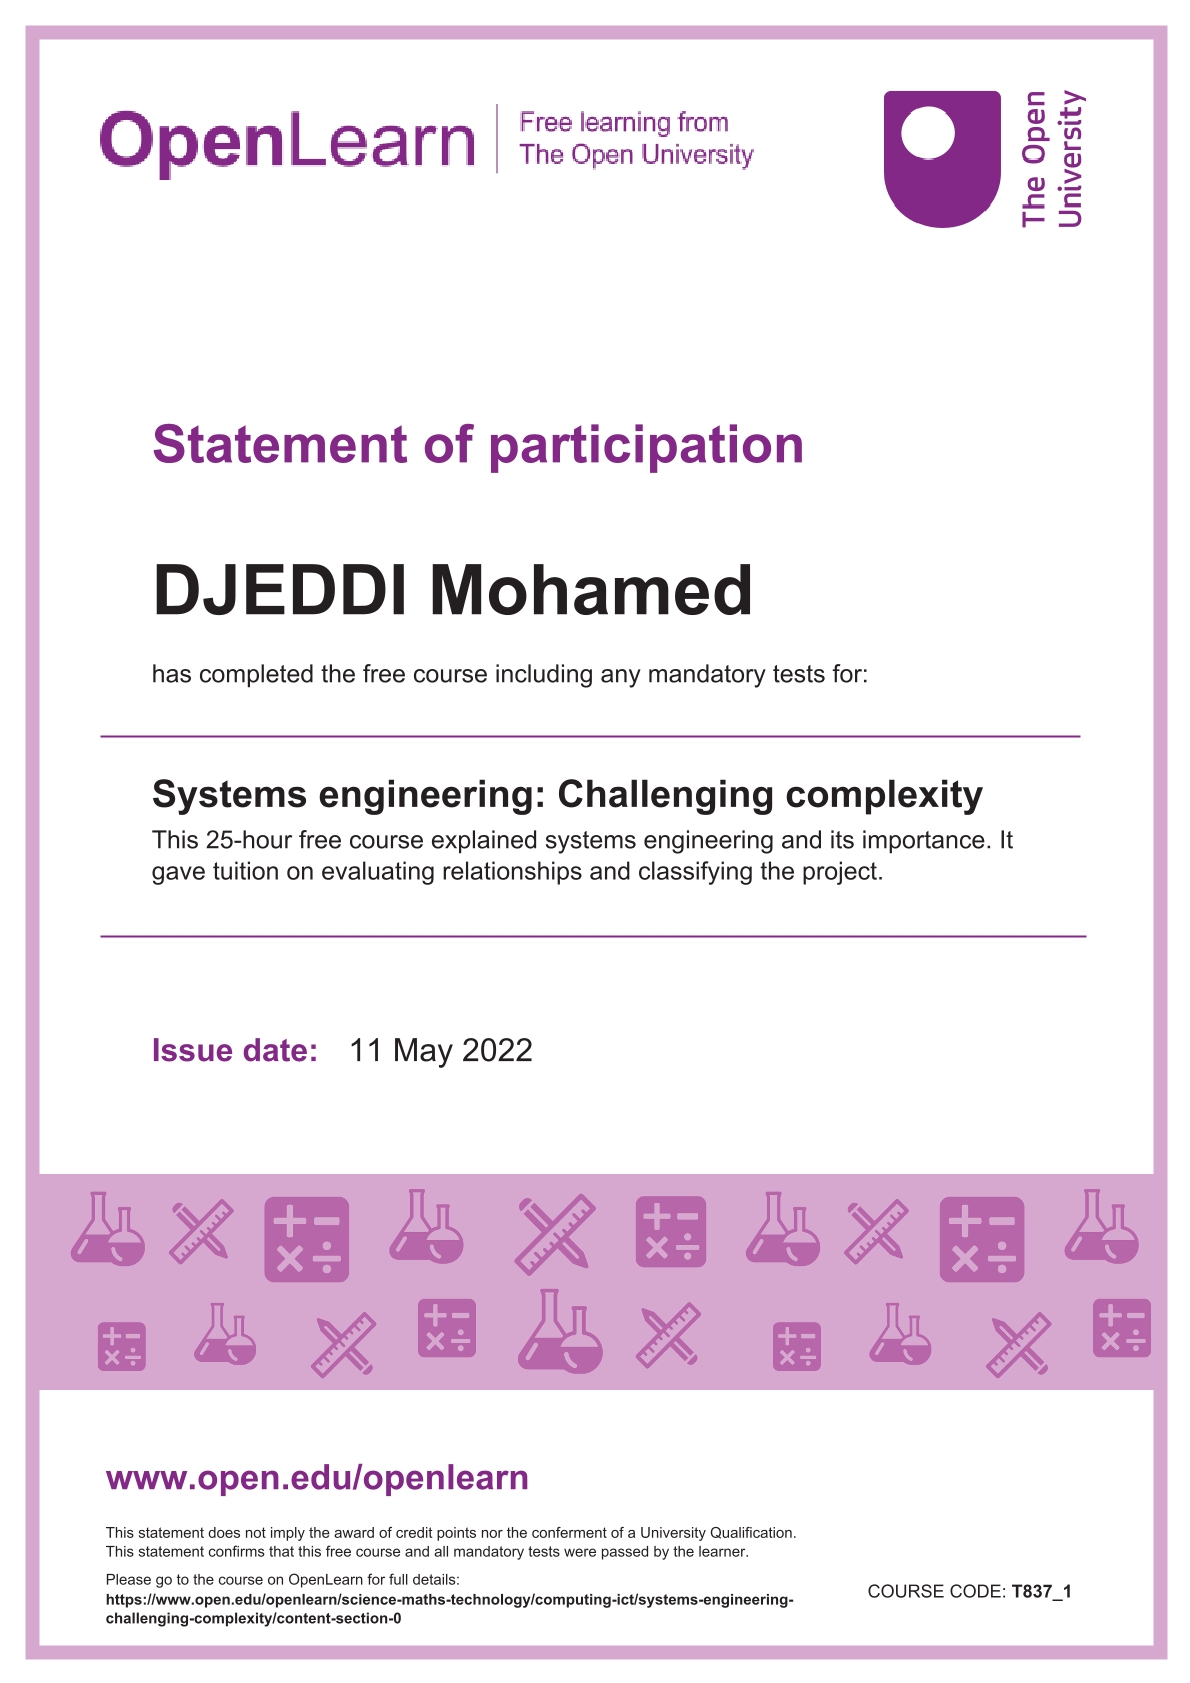 OpenLearn
Free learning from
The Open University
The Open
University
Statement of participation
DJEDDI Mohamed
has completed the free course including any mandatory tests for:
Systems engineering: Challenging complexity
This 25-hour free course explained systems engineering and its importance. It
gave tuition on evaluating relationships and classifying the project.
Issue date: 11 May 2022
www.open.edu/openlearn
This statement does not imply the award of credit points nor the conferment of a University Qualification.
This statement confirms that this free course and all mandatory tests were passed by the learner.
Please go to the course on OpenLearn for full details:
https://www.open.edu/openlearn/science-maths-technology/computing-ict/systems-engineering-
challenging-complexity/content-section-0
COURSE CODE: T837_1